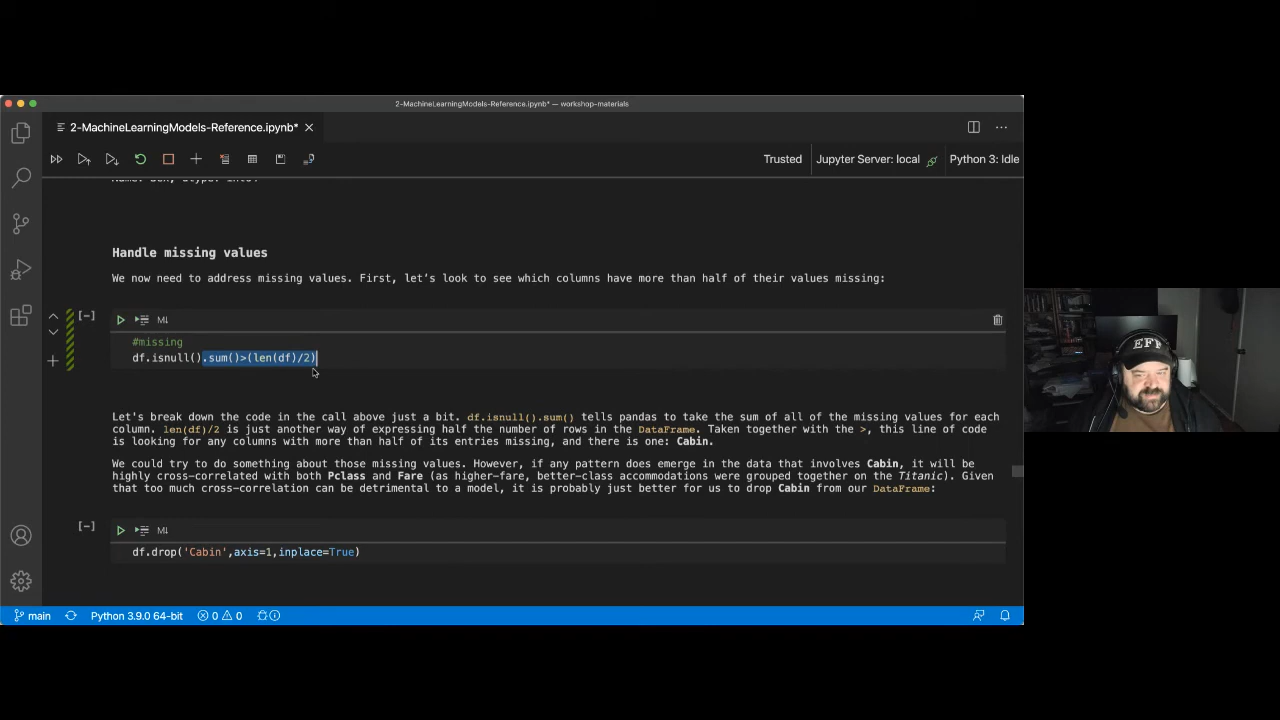 2-MachineLearningModels-Reference.ipynb* — workshop-materials
2-MachineLearningModels-Reference.ipynb*
Trusted
Jupyter Server: local
Python 3: Idle
Handle missing values
We now need to address missing values. First, let’s look to see which columns have more than half of their values missing:
[-]
M↓
#missing
df.isnull().sum()>(len(df)/2)
Let's break down the code in the call above just a bit. df.isnull().sum() tells pandas to take the sum of all of the missing values for each
column. len(df)/2 is just another way of expressing half the number of rows in the DataFrame. Taken together with the >, this line of code
is looking for any columns with more than half of its entries missing, and there is one: Cabin.
We could try to do something about those missing values. However, if any pattern does emerge in the data that involves Cabin, it will be
highly cross-correlated with both Pclass and Fare (as higher-fare, better-class accommodations were grouped together on the Titanic). Given
that too much cross-correlation can be detrimental to a model, it is probably just better for us to drop Cabin from our DataFrame:
[-]
M↓
df.drop('Cabin',axis=1,inplace=True)
main
Python 3.9.0 64-bit
0
0
EFF